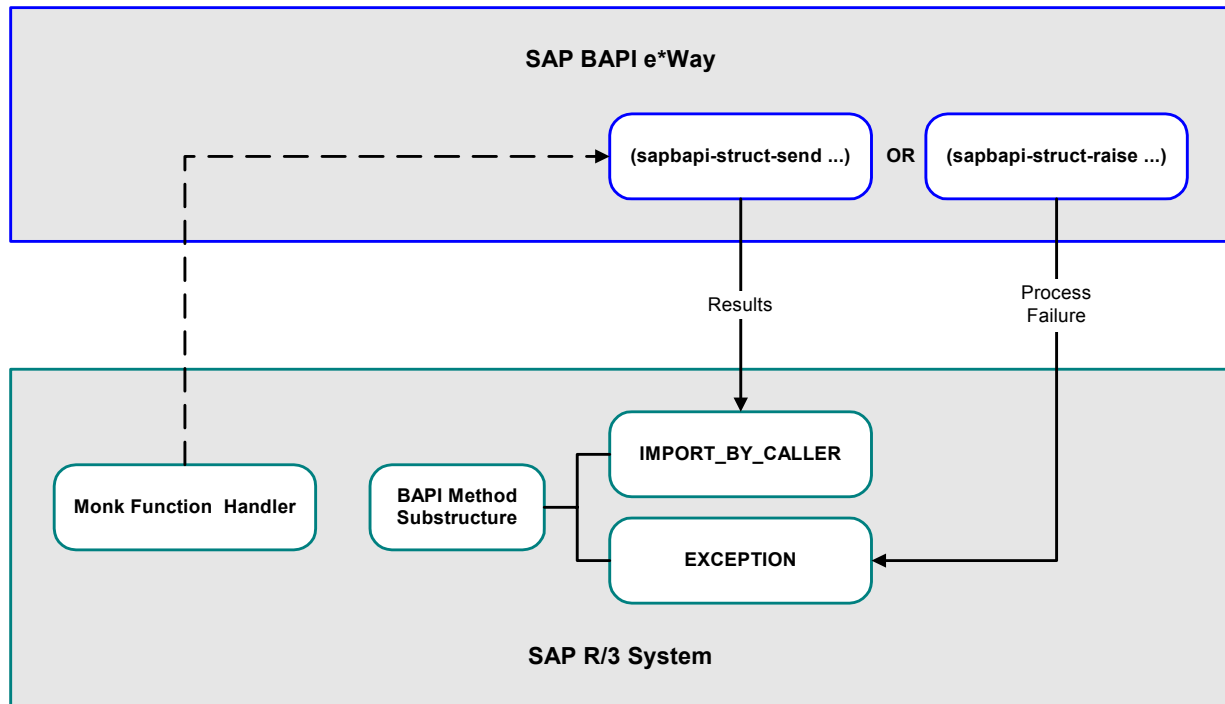 SAP BAPI e*Way
(sapbapi-struct-send ...)
OR
(sapbapi-struct-raise ...)
Results
Process
Failure
IMPORT_BY_CALLER
Monk Function Handler
BAPI Method
Substructure
EXCEPTION
SAP R/3 System